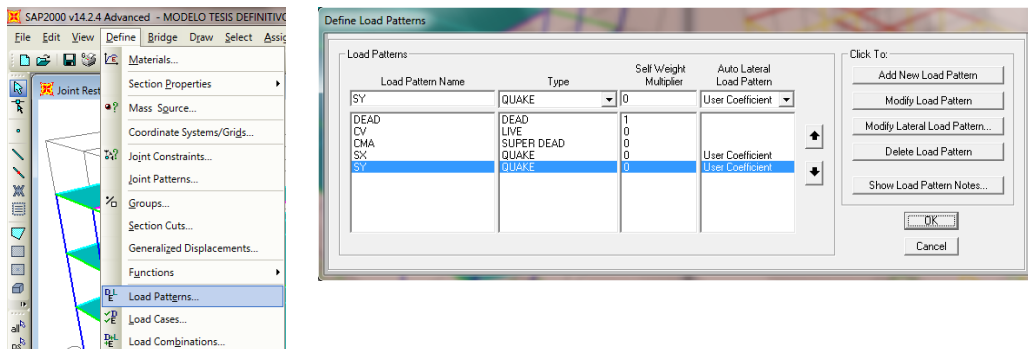 SAP2000 v14.2.4 Advanced - MODELO TESIS DEFINITIVO
File Edit View Define Bridge Draw Select Assig
Joint Rest
Materials...
Section Properties
Mass Source...
Coordinate Systems/Grids...
Joint Constraints...
Joint Patterns...
Groups...
Section Cuts...
Generalized Displacements...
Functions
Load Patterns...
Load Cases...
Load Combinations...
all
ps
Define Load Patterns
Load Patterns
Load Pattern Name Type Self Weight Multiplier Auto Lateral Load Pattern
SY QUAKE 0 User Coefficient
DEAD DEAD 1
CV LIVE 0
CMA SUPER DEAD 0
SX QUAKE 0 User Coefficient
SY QUAKE 0 User Coefficient
Click To:
Add New Load Pattern
Modify Load Pattern
Modify Lateral Load Pattern...
Delete Load Pattern
Show Load Pattern Notes...
OK
Cancel